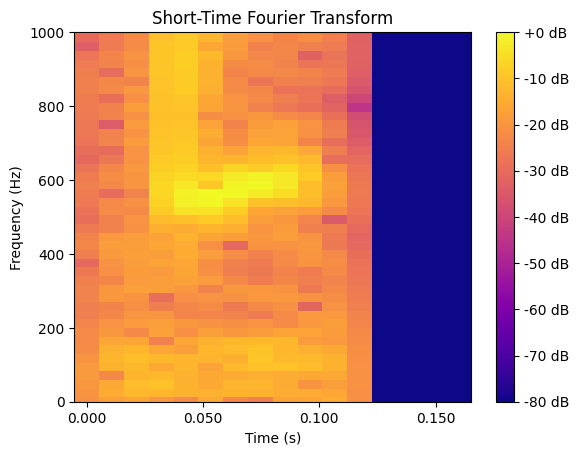 Short-Time Fourier Transform
Frequency (Hz)
1000
800
600
400
200
0
0.000
0.050
0.100
0.150
Time (s)
+0 dB
-10 dB
-20 dB
-30 dB
-40 dB
-50 dB
-60 dB
-70 dB
-80 dB